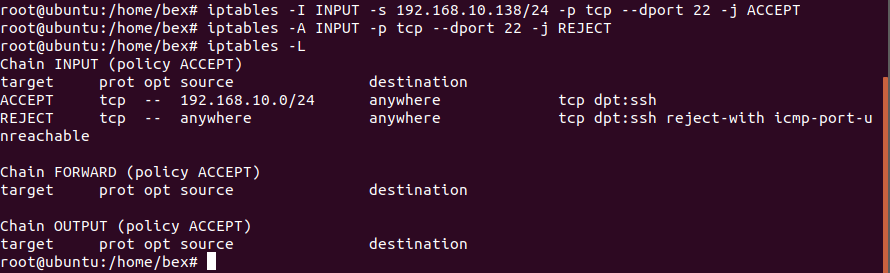 root@ubuntu:/home/bex# iptables -I INPUT -s 192.168.10.138/24 -p tcp --dport 22 -j ACCEPT
root@ubuntu:/home/bex# iptables -A INPUT -p tcp --dport 22 -j REJECT
root@ubuntu:/home/bex# iptables -L
Chain INPUT (policy ACCEPT)
target     prot opt source               destination
ACCEPT     tcp  --  192.168.10.0/24      anywhere             tcp dpt:ssh
REJECT     tcp  --  anywhere             anywhere             tcp dpt:ssh reject-with icmp-port-u
nreachable
Chain FORWARD (policy ACCEPT)
target     prot opt source               destination
Chain OUTPUT (policy ACCEPT)
target     prot opt source               destination
root@ubuntu:/home/bex#